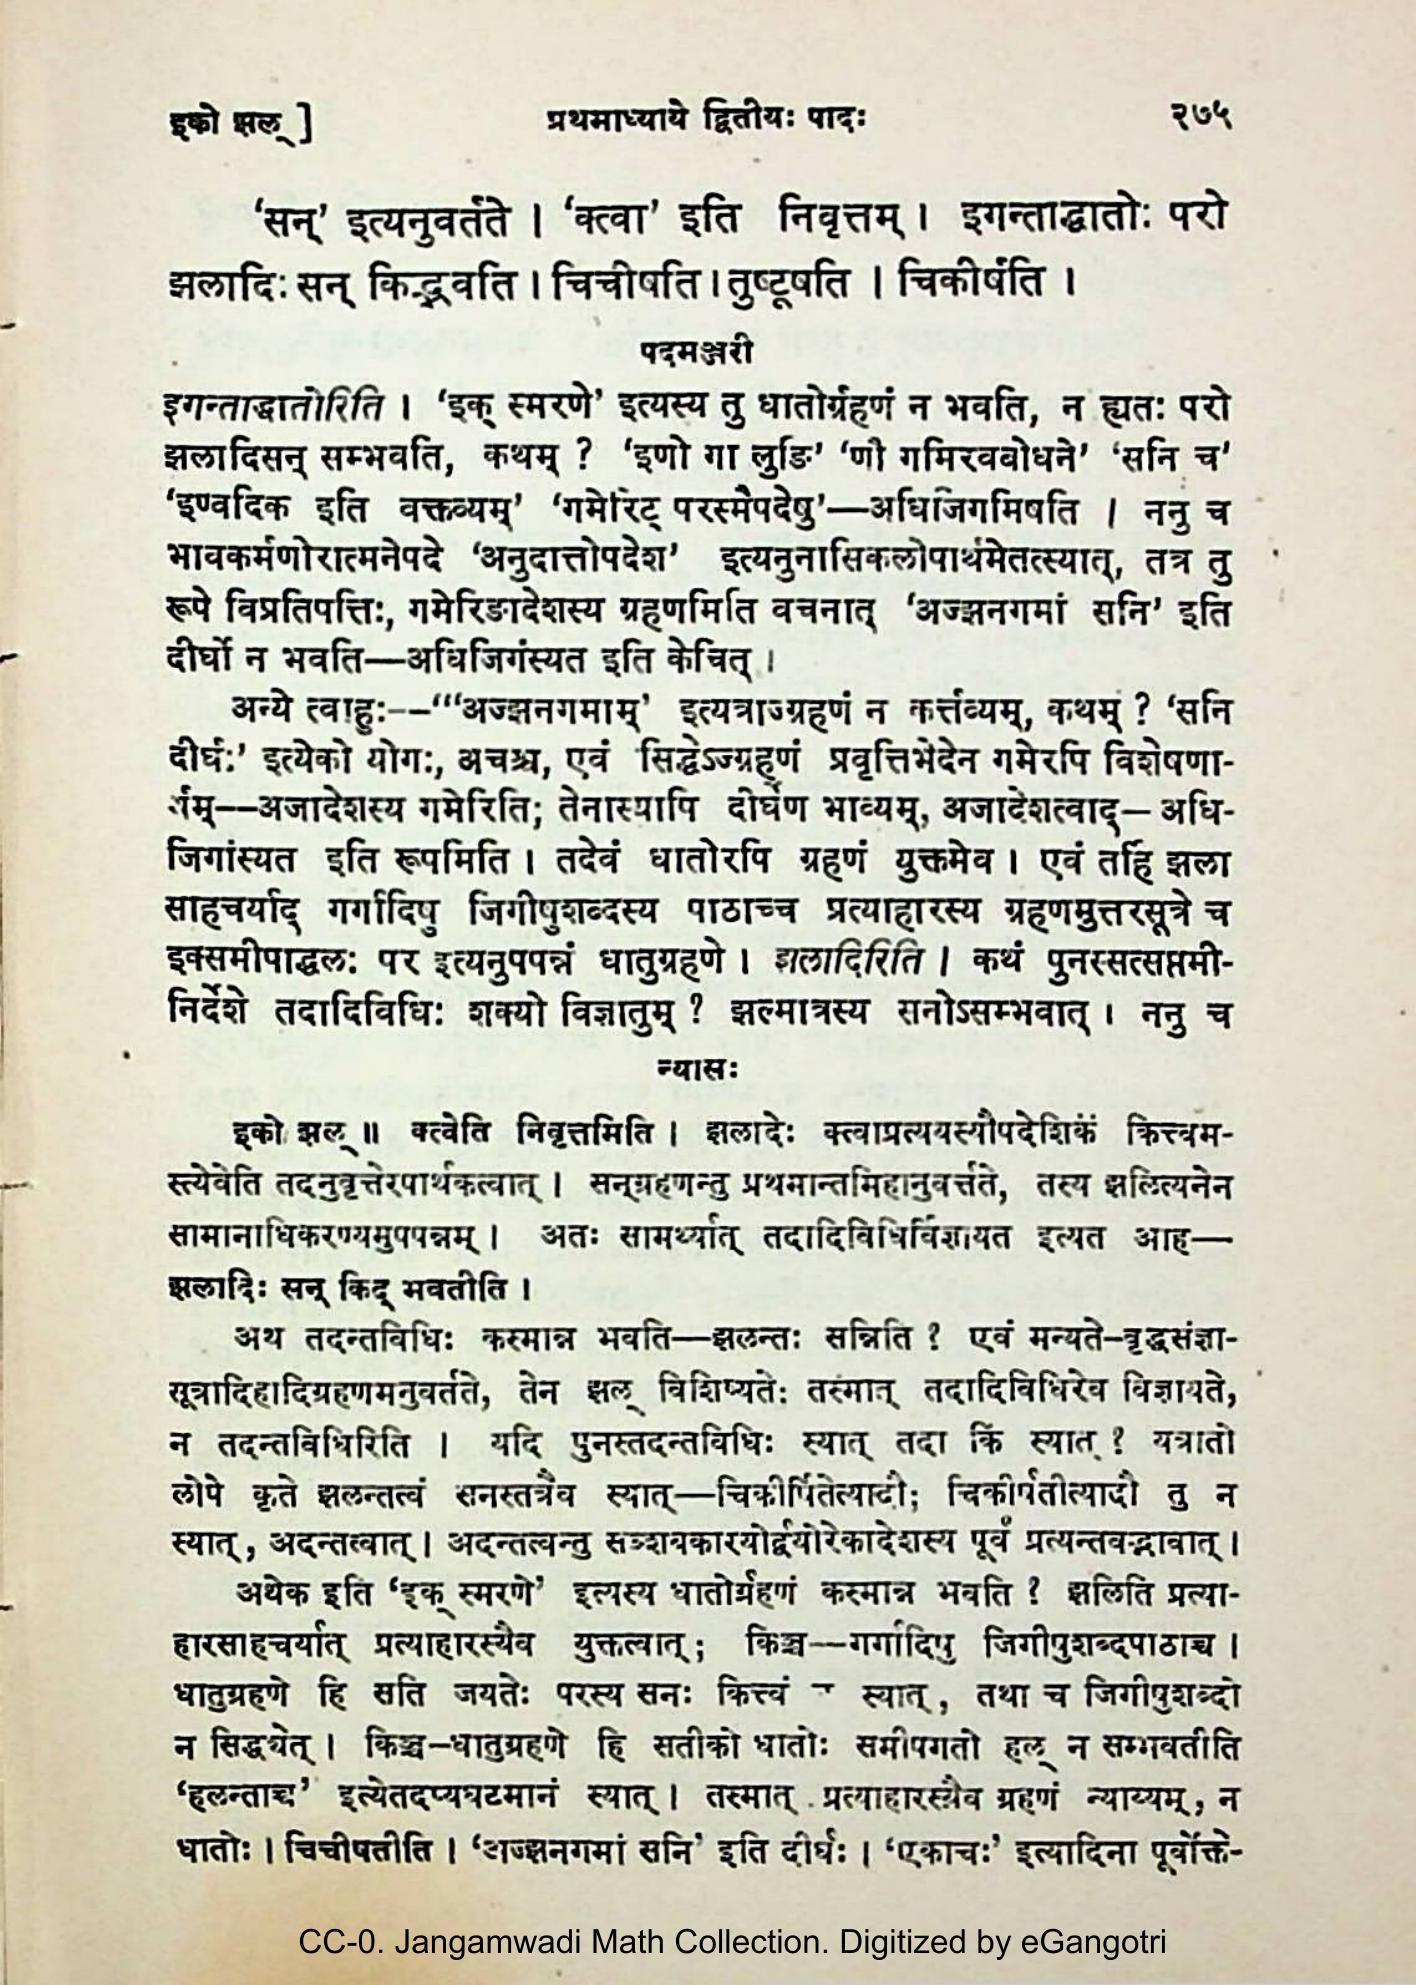 इको झल् ]
प्रथमाध्याये द्वितीयः पादः
२७५
‘सन्’ इत्यनुवर्तते । ‘क्त्वा’ इति निवृत्तम् । इगन्ताद्धातोः परो
झलादिः सन् किद्भवति । चिचीषति । तुष्टूषति । चिकीर्षति ।
पदमञ्जरी
इगन्ताद्धातोरिति । ‘इक् स्मरणे’ इत्यस्य तु धातोर्ग्रहणं न भवति, न ह्यतः परो
झलादिसन् सम्भवति, कथम् ? ‘इणो गा लुङि’ ‘णौ गमिरवबोधने’ ‘सनि च’
‘इण्वदिक इति वक्तव्यम्’ ‘गमेरिट् परस्मैपदेषु’—अधिजिगमिषति । ननु च
भावकर्मणोरात्मनेपदे ‘अनुदात्तोपदेश’ इत्यनुनासिकलोपार्थमेतत्स्यात्, तत्र तु
रूपे विप्रतिपत्तिः, गमेरिङादेशस्य ग्रहणमिति वचनात् ‘अज्झनगमां सनि’ इति
दीर्घो न भवति—अधिजिगंस्यत इति केचित् ।
अन्ये त्वाहुः--“‘अज्झनगमाम्’ इत्यत्राज्ग्रहणं न कर्त्तव्यम्, कथम् ? ‘सनि
दीर्घः’ इत्येको योगः, अचश्च, एवं सिद्धेऽज्ग्रहणं प्रवृत्तिभेदेन गमेरपि विशेषणा-
र्थम्--अजादेशस्य गमेरिति; तेनास्यापि दीर्घेण भाव्यम्, अजादेशत्वाद्—अधि-
जिगांस्यत इति रूपमिति । तदेवं धातोरपि ग्रहणं युक्तमेव । एवं तर्हि झला
साहचर्याद् गर्गादिषु जिगीषुशब्दस्य पाठाच्च प्रत्याहारस्य ग्रहणमुत्तरसूत्रे च
इक्समीपाद्धलः पर इत्यनुपपन्नं धातुग्रहणे । झलादिरिति । कथं पुनस्सत्सप्तमी-
निर्देशे तदादिविधिः शक्यो विज्ञातुम् ? झल्मात्रस्य सनोऽसम्भवात् । ननु च
न्यासः
इको झल् ॥ क्त्वेति निवृत्तमिति । झलादेः क्त्वाप्रत्ययस्यौपदेशिकं कित्त्वम-
स्त्येवेति तदनुवृत्तेरपार्थकत्वात् । सन्ग्रहणन्तु प्रथमान्तमिहानुवर्त्तते, तस्य झलित्यनेन
सामानाधिकरण्यमुपपन्नम् । अतः सामर्थ्यात् तदादिविधिर्विज्ञायत इत्यत आह—
झलादिः सन् किद् भवतीति ।
अथ तदन्तविधिः कस्मान्न भवति—झलन्तः सन्निति ? एवं मन्यते–वृद्धसंज्ञा-
सूत्रादिहादिग्रहणमनुवर्तते, तेन झल् विशिष्यते: तस्मात् तदादिविधिरेव विज्ञायते,
न तदन्तविधिरिति । यदि पुनस्तदन्तविधिः स्यात् तदा किं स्यात् ? यत्रातो
लोपे कृते झलन्तत्वं सनस्तत्रैव स्यात्—चिकीर्षितेत्यादौ; चिकीर्षतीत्यादौ तु न
स्यात्, अदन्तत्वात् । अदन्तत्वन्तु सञ्शबकारयोर्द्वयोरेकादेशस्य पूर्वं प्रत्यन्तवद्भावात् ।
अथेक इति ‘इक् स्मरणे’ इत्यस्य धातोर्ग्रहणं कस्मान्न भवति ? झलिति प्रत्या-
हारसाहचर्यात् प्रत्याहारस्यैव युक्तत्वात्; किञ्च—गर्गादिषु जिगीषुशब्दपाठाच्च ।
धातुग्रहणे हि सति जयतेः परस्य सनः कित्त्वं न स्यात्, तथा च जिगीषुशब्दो
न सिद्ध्येत् । किञ्च–धातुग्रहणे हि सतीको धातोः समीपगतो हल् न सम्भवतीति
‘हलन्ताच्च’ इत्येतदप्यघटमानं स्यात् । तस्मात् प्रत्याहारस्यैव ग्रहणं न्याय्यम्, न
धातोः । चिचीषतीति । ‘अज्झनगमां सनि’ इति दीर्घः । ‘एकाचः’ इत्यादिना पूर्वोक्ते-
CC-0. Jangamwadi Math Collection. Digitized by eGangotri